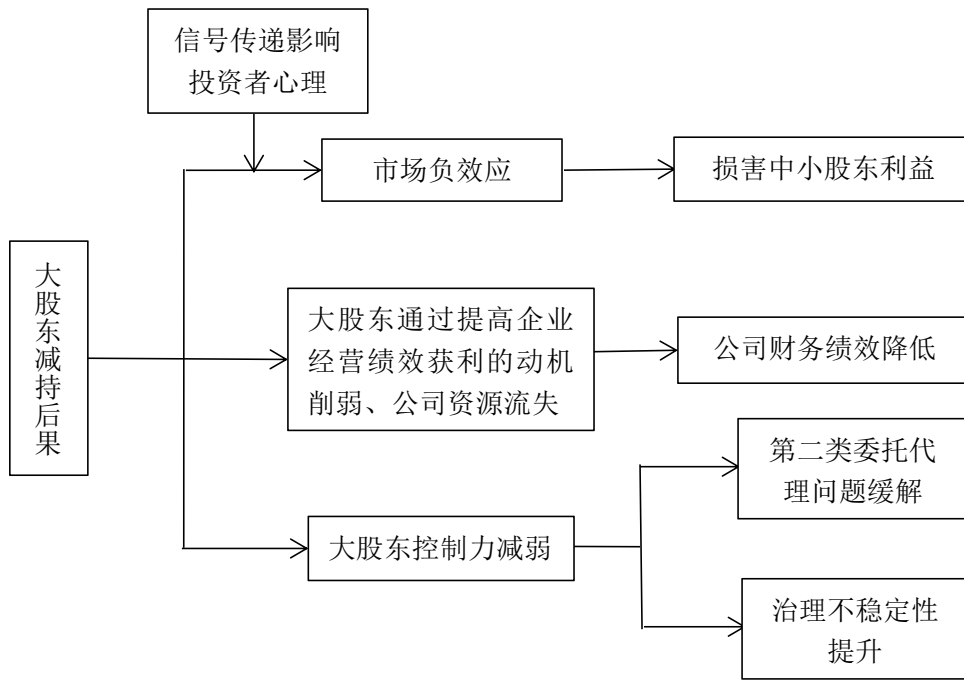 信号传递影响
投资者心理
市场负效应
损害中小股东利益
大股东减持后果
大股东通过提高企业
经营绩效获利的动机
削弱、公司资源流失
公司财务绩效降低
第二类委托代
理问题缓解
大股东控制力减弱
治理不稳定性
提升